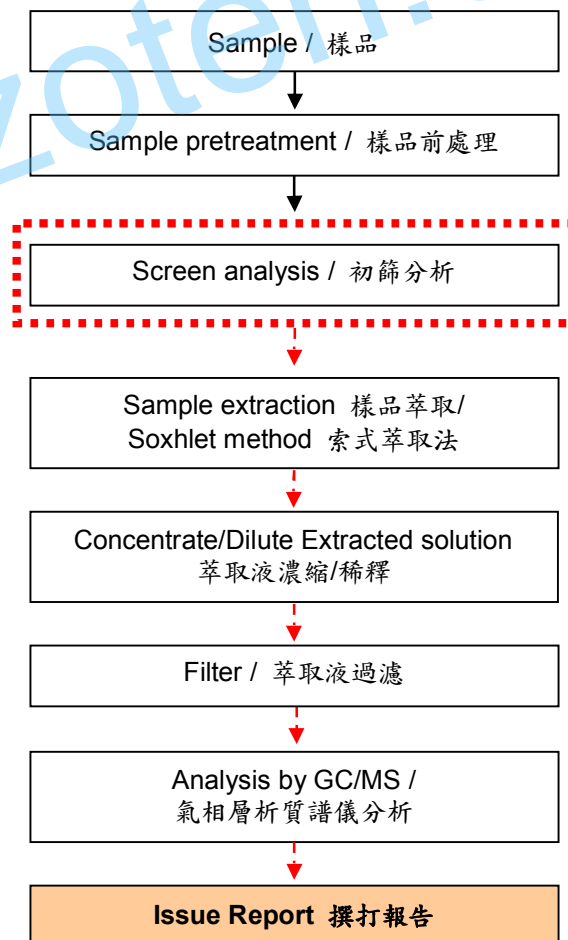 Sample / 樣品
Sample pretreatment / 樣品前處理
Screen analysis / 初篩分析
Sample extraction 樣品萃取/
Soxhlet method 索式萃取法
Concentrate/Dilute Extracted solution
萃取液濃縮/稀釋
Filter / 萃取液過濾
Analysis by GC/MS /
氣相層析質譜儀分析
Issue Report 撰打報告